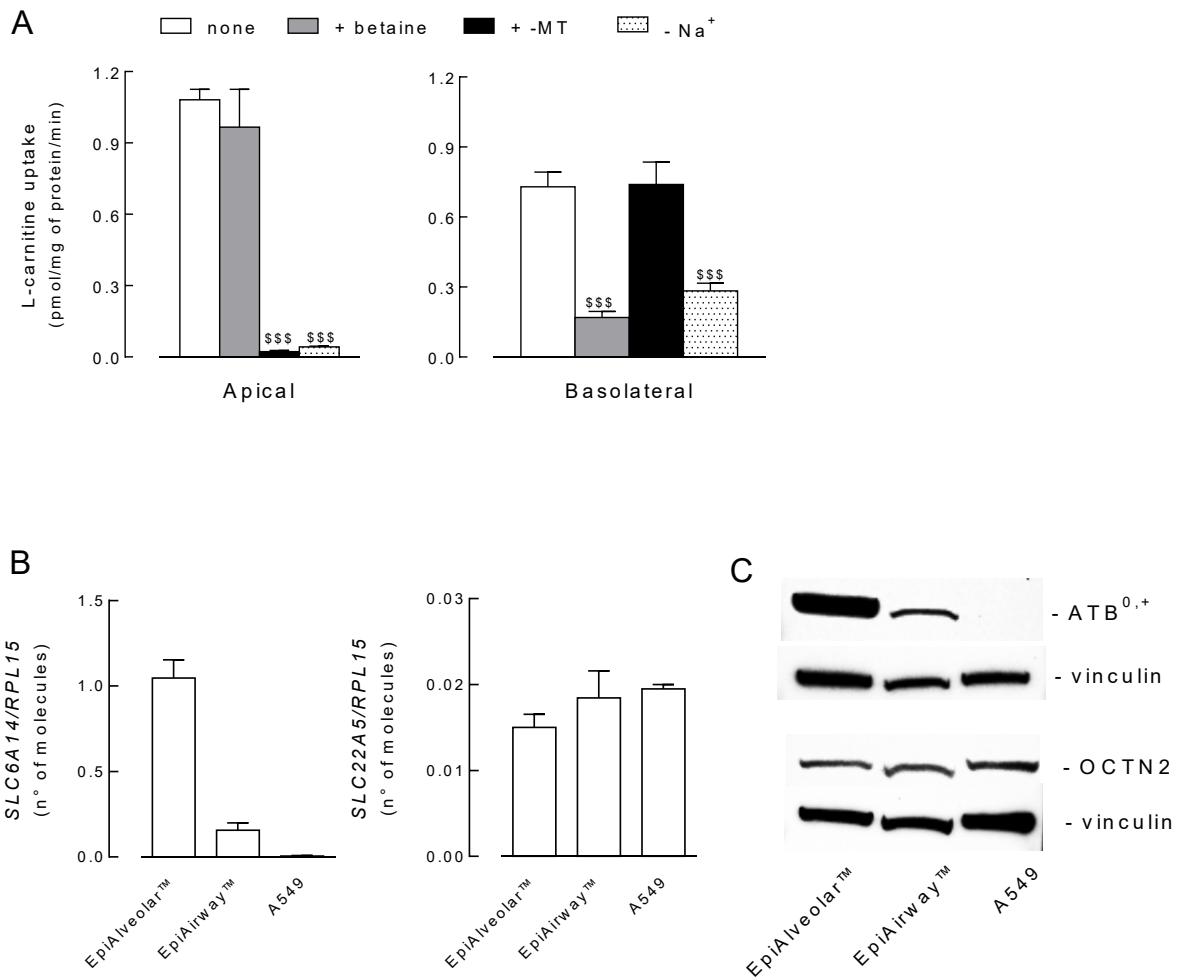 A
none + betaine + -MT - Na⁺
L-carnitine uptake
(pmol/mg of protein/min)
1.2
0.9
0.6
0.3
0.0
$$$ $$$
Apical
1.2
0.9
0.6
0.3
0.0
$$$
$$$
Basolateral
B
SLC6A14/RPL15
(n° of molecules)
1.5
1.0
0.5
0.0
EpiAlveolar™
EpiAirway™
A549
SLC22A5/RPL15
(n° of molecules)
0.03
0.02
0.01
0.00
EpiAlveolar™
EpiAirway™
A549
C
- ATB⁰,⁺
- vinculin
- OCTN2
- vinculin
EpiAlveolar™
EpiAirway™
A549